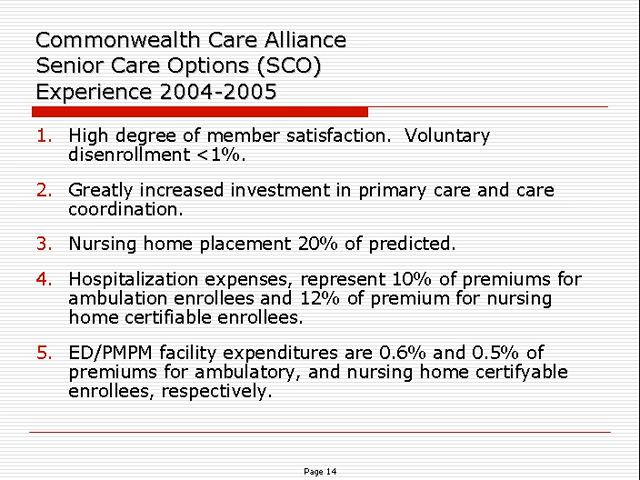 Commonwealth Care Alliance
Senior Care Options (SCO)
Experience 2004-2005
1. High degree of member satisfaction.  Voluntary
disenrollment <1%.
2. Greatly increased investment in primary care and care
coordination.
3. Nursing home placement 20% of predicted.
4. Hospitalization expenses, represent 10% of premiums for
ambulation enrollees and 12% of premium for nursing
home certifiable enrollees.
5. ED/PMPM facility expenditures are 0.6% and 0.5% of
premiums for ambulatory, and nursing home certifyable
enrollees, respectively.
Page 14